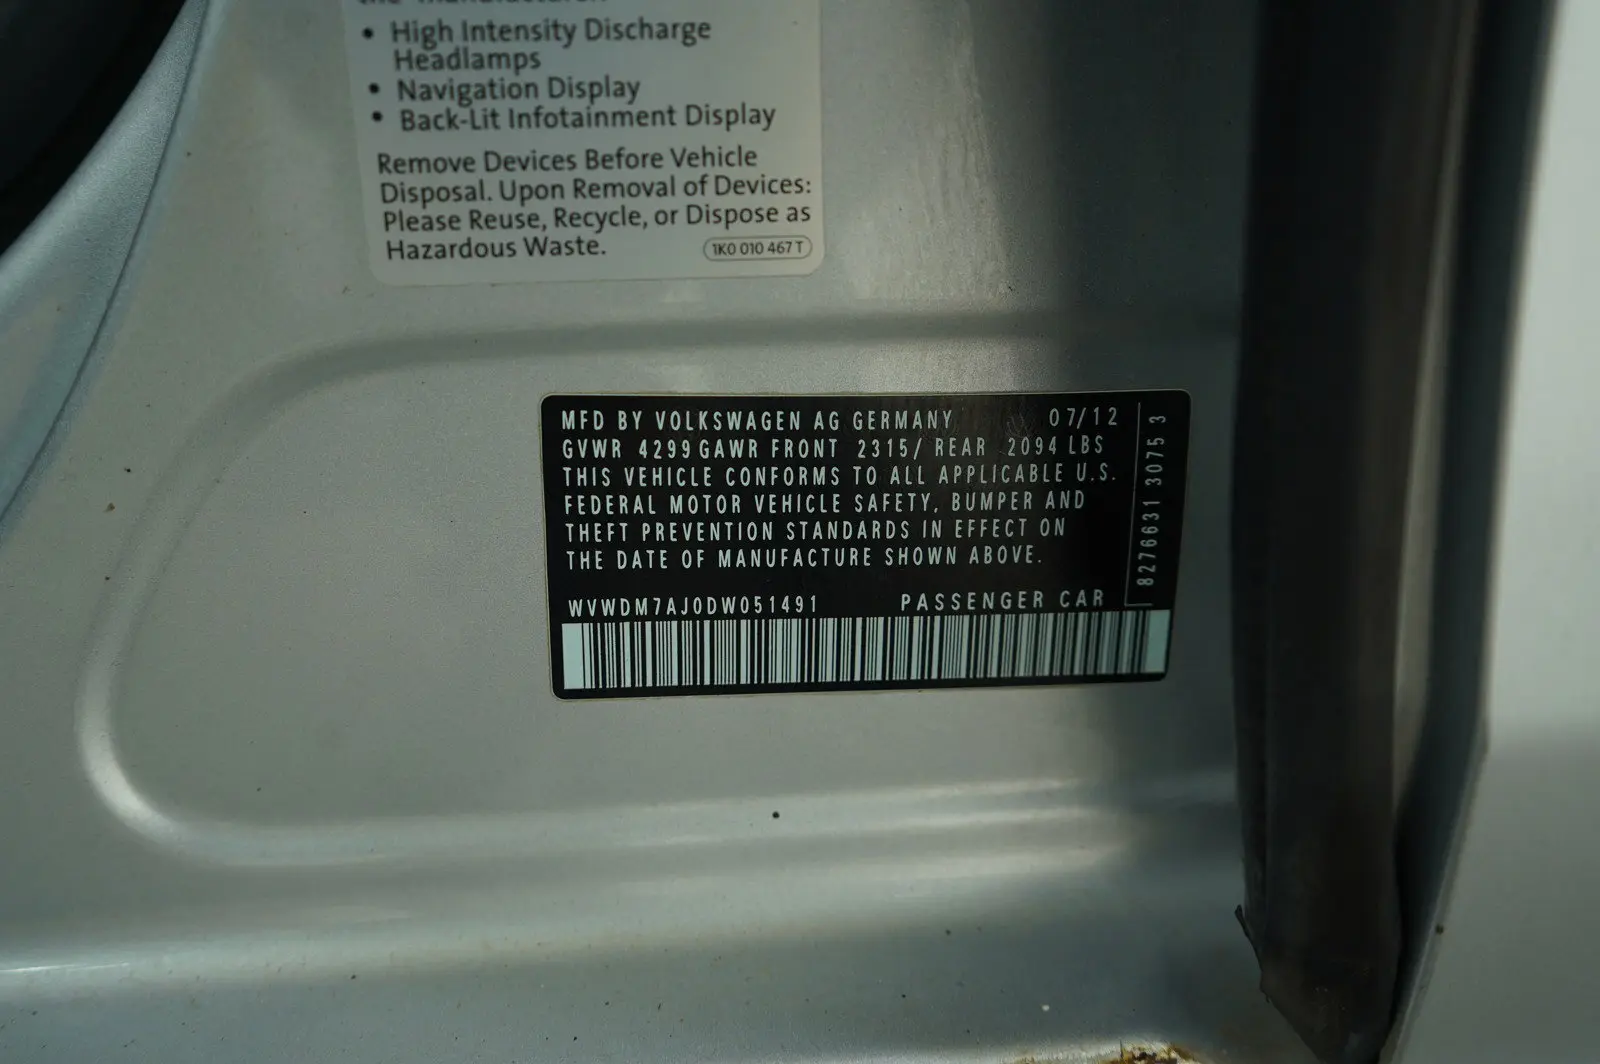 • High Intensity Discharge
Headlamps
• Navigation Display
• Back-Lit Infotainment Display
Remove Devices Before Vehicle
Disposal. Upon Removal of Devices:
Please Reuse, Recycle, or Dispose as
Hazardous Waste.
1K0 010 467 T
MFD BY VOLKSWAGEN AG GERMANY 07/12
GVWR 4299 GAWR FRONT 2315/ REAR 2094 LBS
THIS VEHICLE CONFORMS TO ALL APPLICABLE U.S.
FEDERAL MOTOR VEHICLE SAFETY, BUMPER AND
THEFT PREVENTION STANDARDS IN EFFECT ON
THE DATE OF MANUFACTURE SHOWN ABOVE.
WVWDM7AJ0DW051491 PASSENGER CAR
8276631 3075 3